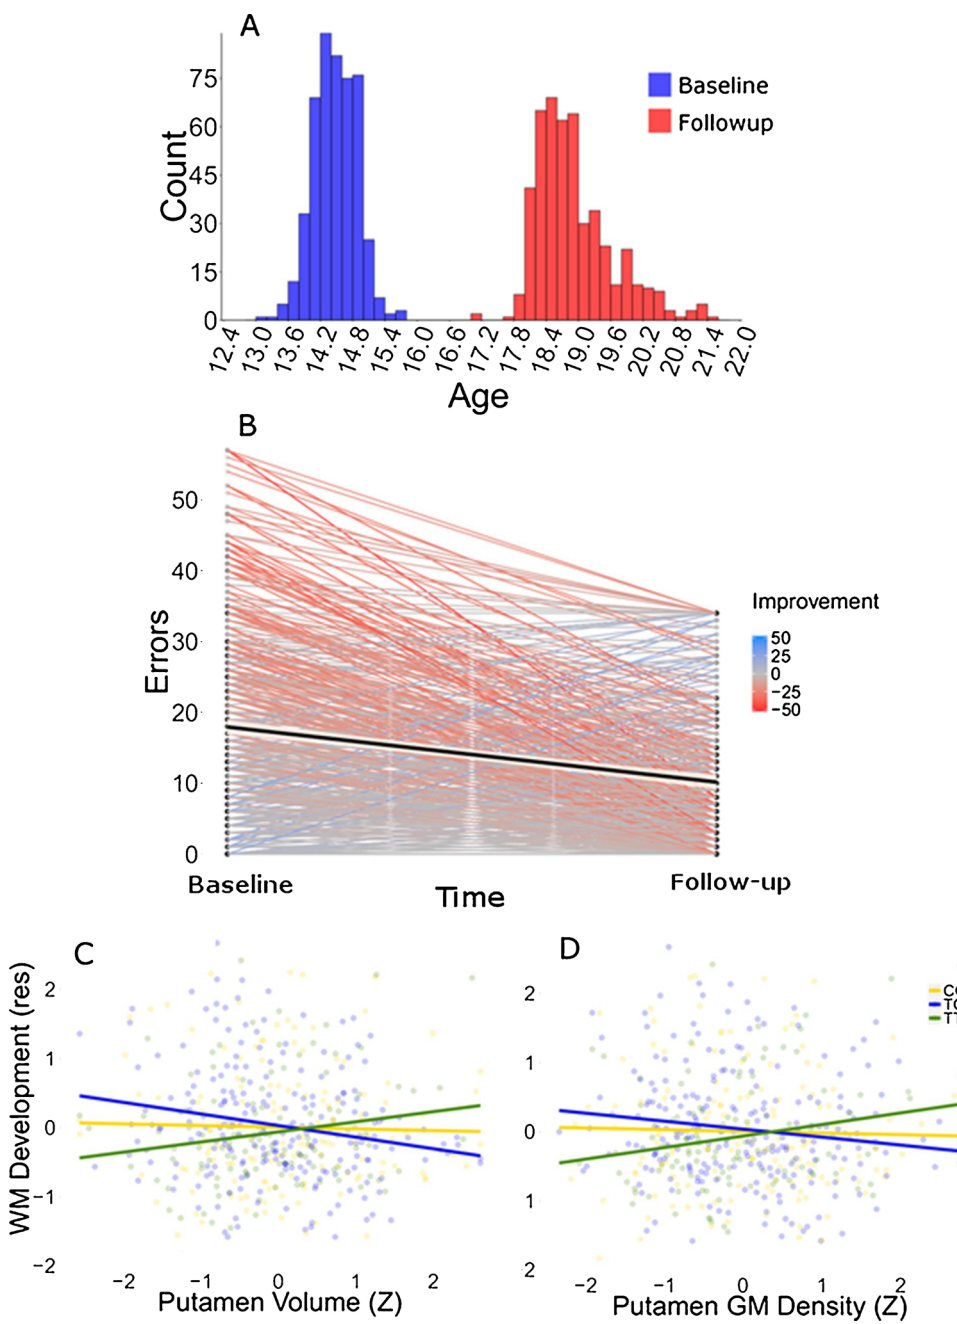 A
Count
75
60
45
30
15
0
Baseline
Followup
12.4 13.0 13.6 14.2 14.8 15.4 16.0 16.6 17.2 17.8 18.4 19.0 19.6 20.2 20.8 21.4 22.0
Age
B
Errors
50
40
30
20
10
0
Improvement
50
25
0
−25
−50
Baseline
Time
Follow-up
C
WM Development (res)
2
1
0
−1
−2
−2 −1 0 1 2
Putamen Volume (Z)
D
2
1
0
1
2
−2 −1 0 1 2
Putamen GM Density (Z)